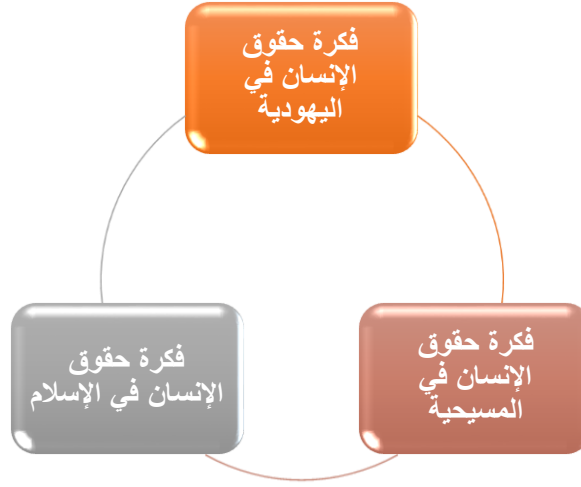 فكرة حقوق
الإنسان في
اليهودية
فكرة حقوق
الإنسان في
المسيحية
فكرة حقوق
الإنسان في الإسلام